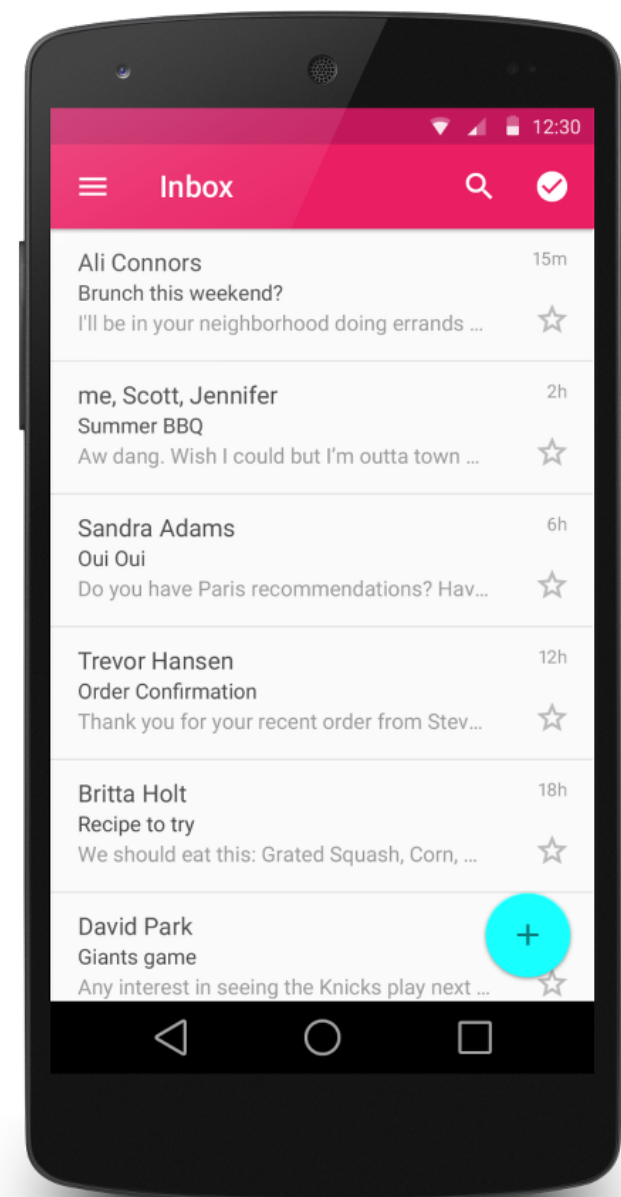 12:30
Inbox
Ali Connors 15m
Brunch this weekend?
I'll be in your neighborhood doing errands ...
me, Scott, Jennifer 2h
Summer BBQ
Aw dang. Wish I could but I'm outta town ...
Sandra Adams 6h
Oui Oui
Do you have Paris recommendations? Hav...
Trevor Hansen 12h
Order Confirmation
Thank you for your recent order from Stev...
Britta Holt 18h
Recipe to try
We should eat this: Grated Squash, Corn, ...
David Park
Giants game
Any interest in seeing the Knicks play next ...